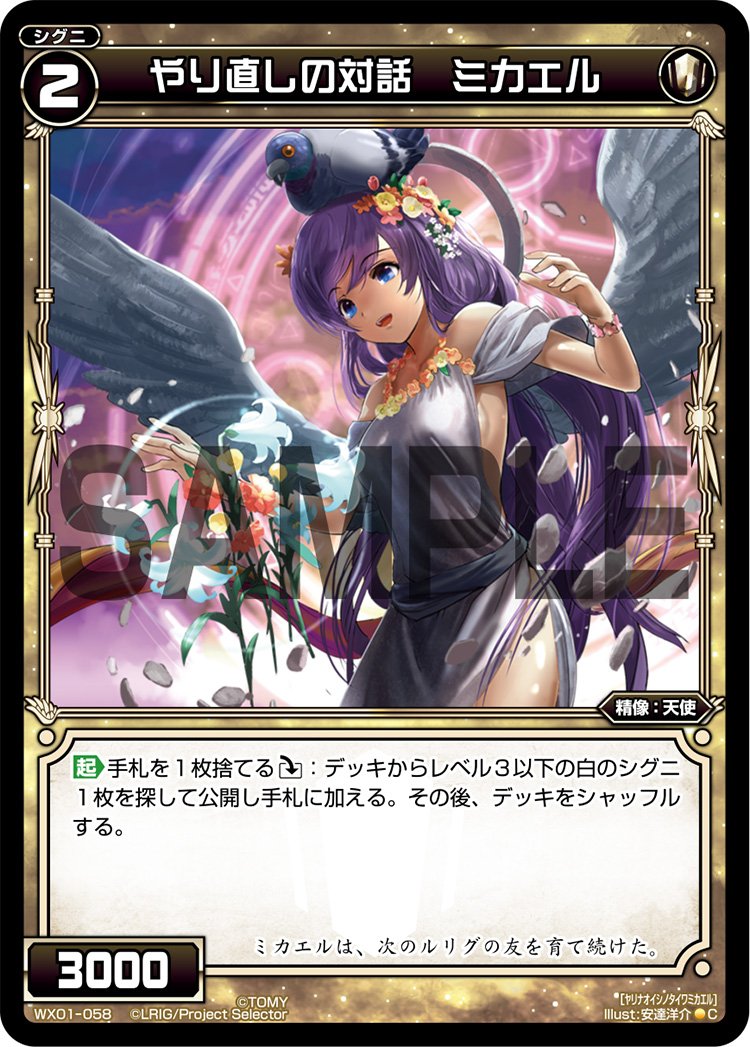 シグニ
2
やり直しの対話　ミカエル
SAMPLE
精像：天使
起 手札を１枚捨てる：デッキからレベル３以下の白のシグニ
１枚を探して公開し手札に加える。その後、デッキをシャッフル
する。
ミカエルは、次のルリグの友を育て続けた。
3000
©TOMY
[ヤリナオイシノタイワミカエル]
WX01-058 ©LRIG/Project Selector
Illust:安達洋介 C